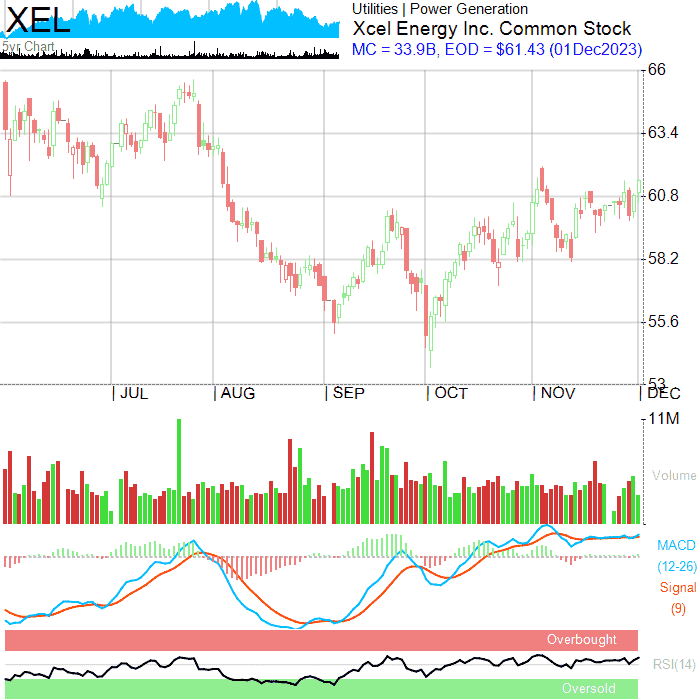 XEL
5yr Chart
Utilities | Power Generation
Xcel Energy Inc. Common Stock
MC = 33.9B, EOD = $61.43 (01Dec2023)
66
63.4
60.8
58.2
55.6
53
| JUL | AUG | SEP | OCT | NOV | DEC
11M
Volume
MACD
(12-26)
Signal
(9)
Overbought
RSI(14)
Oversold